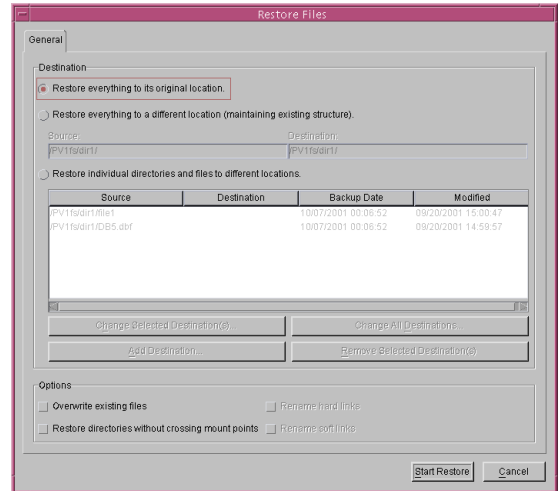 Restore Files
General
Destination
Restore everything to its original location.
Restore everything to a different location (maintaining existing structure).
Source: Destination:
/PV1fs/dir1/ /PV1fs/dir1/
Restore individual directories and files to different locations.
Source Destination Backup Date Modified
/PV1fs/dir1/file1 10/07/2001 00:06:52 09/20/2001 15:00:47
/PV1fs/dir1/DB5.dbf 10/07/2001 00:06:52 09/20/2001 14:59:57
Change Selected Destination(s)... Change All Destinations...
Add Destination... Remove Selected Destination(s)
Options
Overwrite existing files Rename hard links
Restore directories without crossing mount points Rename soft links
Start Restore Cancel